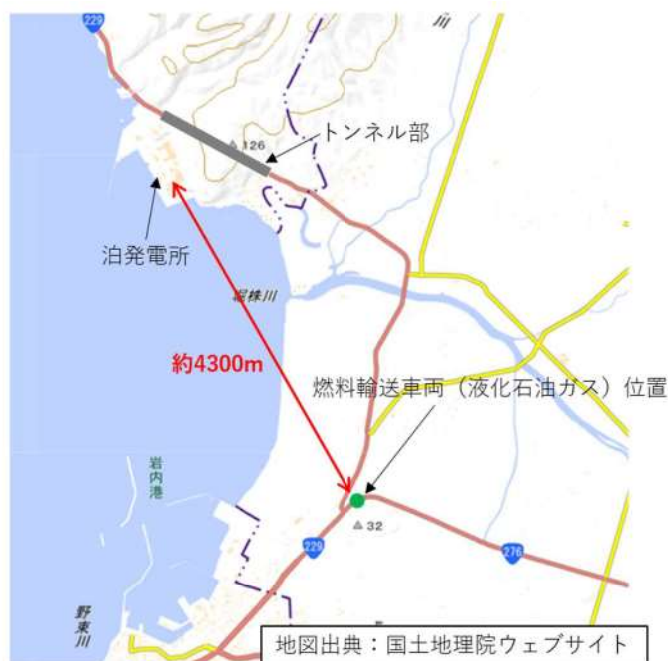 229
川
126
トンネル部
泊発電所
堀株川
約4300m
燃料輸送車両（液化石油ガス）位置
岩内港
32
229
276
野束川
地図出典：国土地理院ウェブサイト